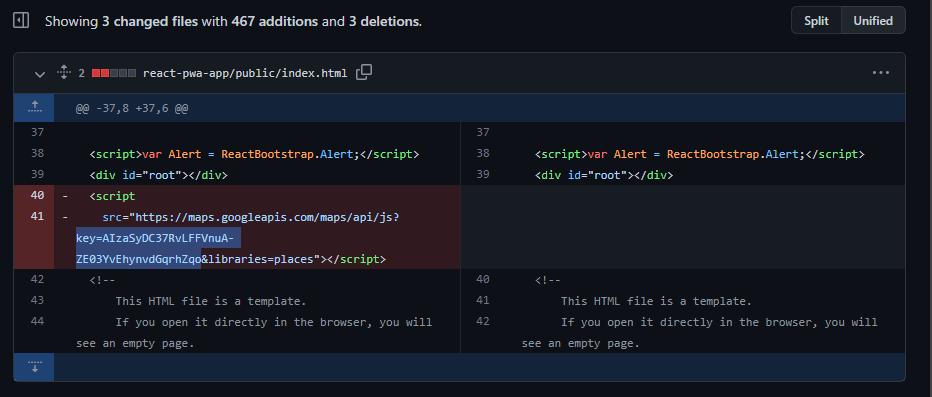 Showing 3 changed files with 467 additions and 3 deletions.
Split Unified
2 react-pwa-app/public/index.html
@@ -37,8 +37,6 @@
37 37
38 <script>var Alert = ReactBootstrap.Alert;</script> 38 <script>var Alert = ReactBootstrap.Alert;</script>
39 <div id="root"></div> 39 <div id="root"></div>
40 - <script
41 - src="https://maps.googleapis.com/maps/api/js?
key=AIzaSyDC37RvLFFVnuA-
ZE03YvEhynvdGqrhZqo&libraries=places"></script>
42 <!-- 40 <!--
43 This HTML file is a template. 41 This HTML file is a template.
44 If you open it directly in the browser, you will 42 If you open it directly in the browser, you will
see an empty page. see an empty page.